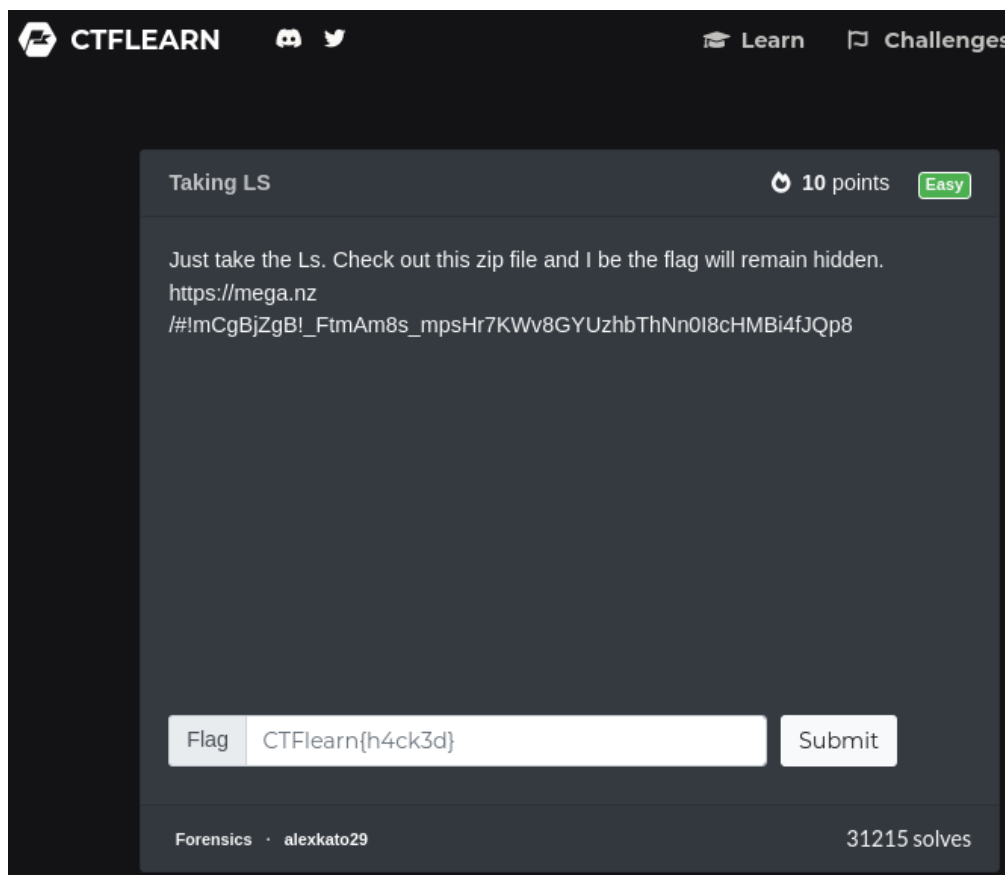 CTFLEARN
Learn
Challenges
Taking LS
10 points
Easy
Just take the Ls. Check out this zip file and I be the flag will remain hidden.
https://mega.nz
/#!mCgBjZgB!_FtmAm8s_mpsHr7KWv8GYUzhbThNn0I8cHMBi4fJQp8
Flag
CTFlearn{h4ck3d}
Submit
Forensics · alexkato29
31215 solves